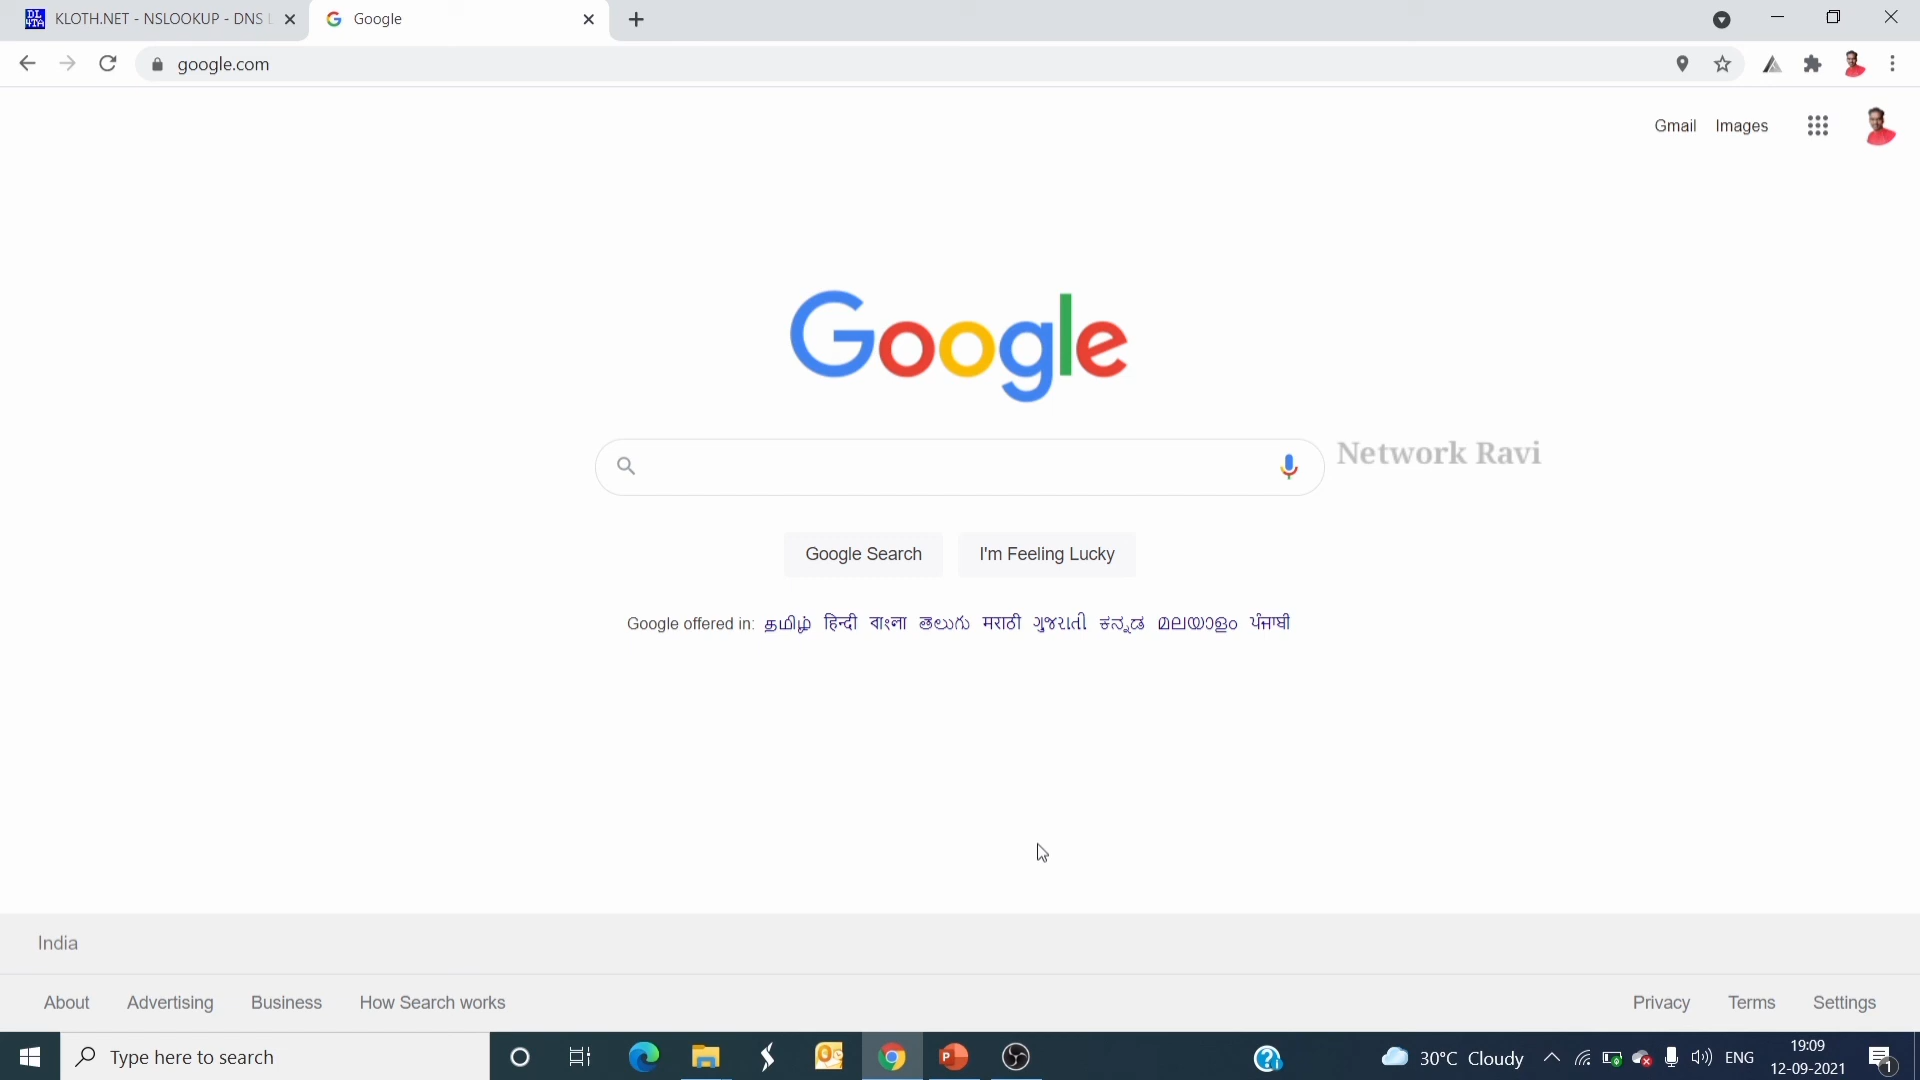 KLOTH.NET - NSLOOKUP - DNS L
Google
google.com
Gmail Images
Google
Network Ravi
Google Search I'm Feeling Lucky
Google offered in: தமிழ் हिन्दी বাংলা తెలుగు मराठी ગુજરાતી ಕನ್ನಡ മലയാളം ਪੰਜਾਬੀ
India
About Advertising Business How Search works
Privacy Terms Settings
Type here to search
30°C Cloudy
ENG
19:09
12-09-2021
1